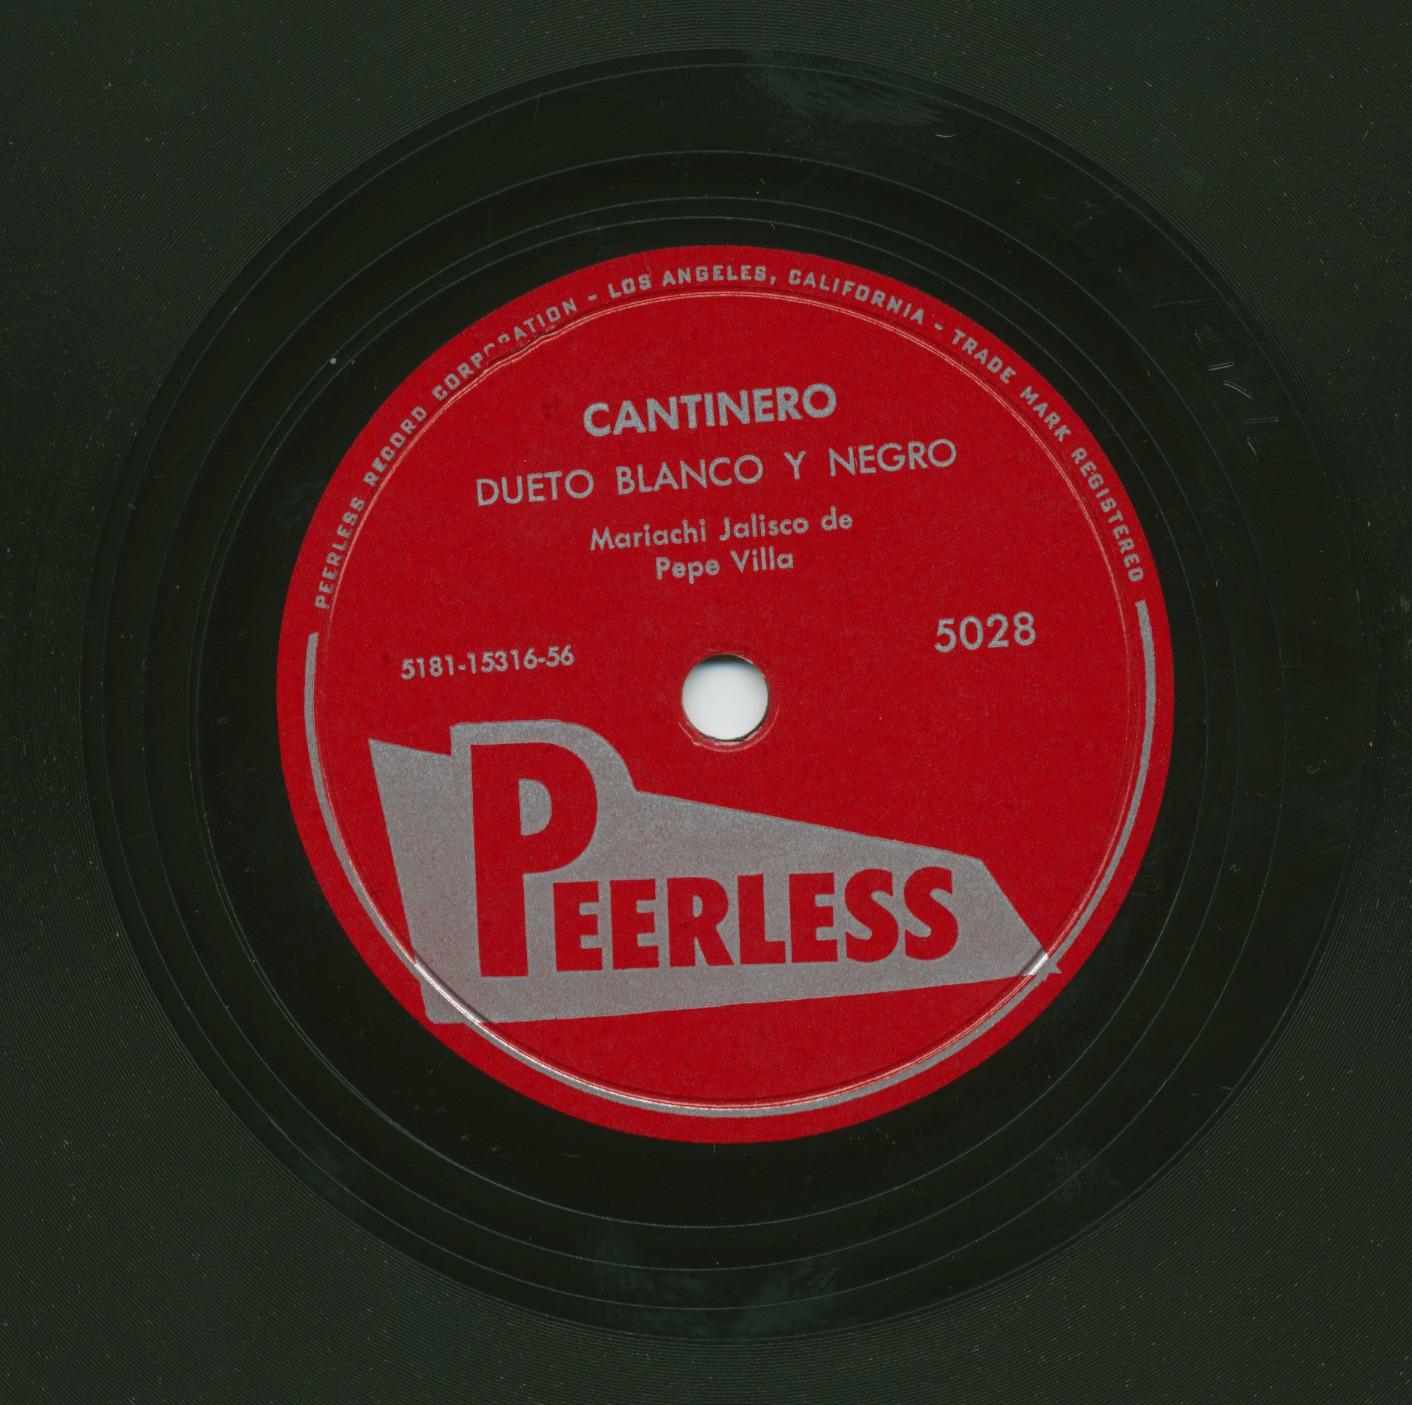 PEERLESS RECORD CORPORATION - LOS ANGELES, CALIFORNIA - TRADE MARK REGISTERED
CANTINERO
DUETO BLANCO Y NEGRO
Mariachi Jalisco de
Pepe Villa
5028
5181-15316-56
PEERLESS